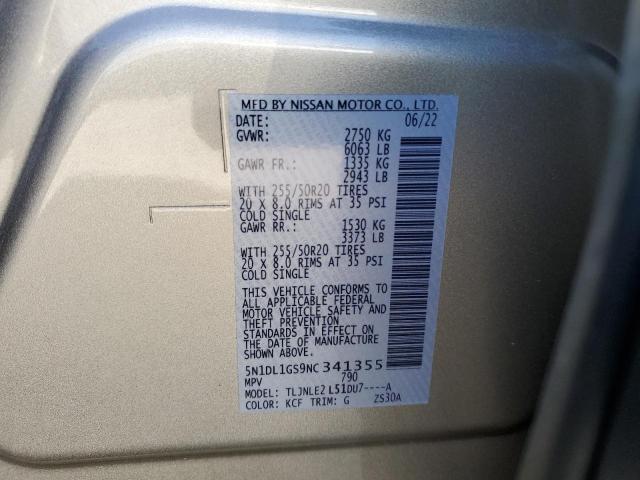 MFD BY NISSAN MOTOR CO., LTD.
DATE: 06/22
GVWR: 2750 KG
6063 LB
GAWR FR.: 1335 KG
2943 LB
WITH 255/50R20 TIRES
20 X 8.0 RIMS AT 35 PSI
COLD SINGLE
GAWR RR.: 1530 KG
3373 LB
WITH 255/50R20 TIRES
20 X 8.0 RIMS AT 35 PSI
COLD SINGLE
THIS VEHICLE CONFORMS TO
ALL APPLICABLE FEDERAL
MOTOR VEHICLE SAFETY AND
THEFT PREVENTION
STANDARDS IN EFFECT ON
THE DATE OF MANUFACTURE
SHOWN ABOVE.
5N1DL1GS9NC 341355
MPV 790
MODEL: TLJNLE2 L51DU7----A
COLOR: KCF TRIM: G ZS30A